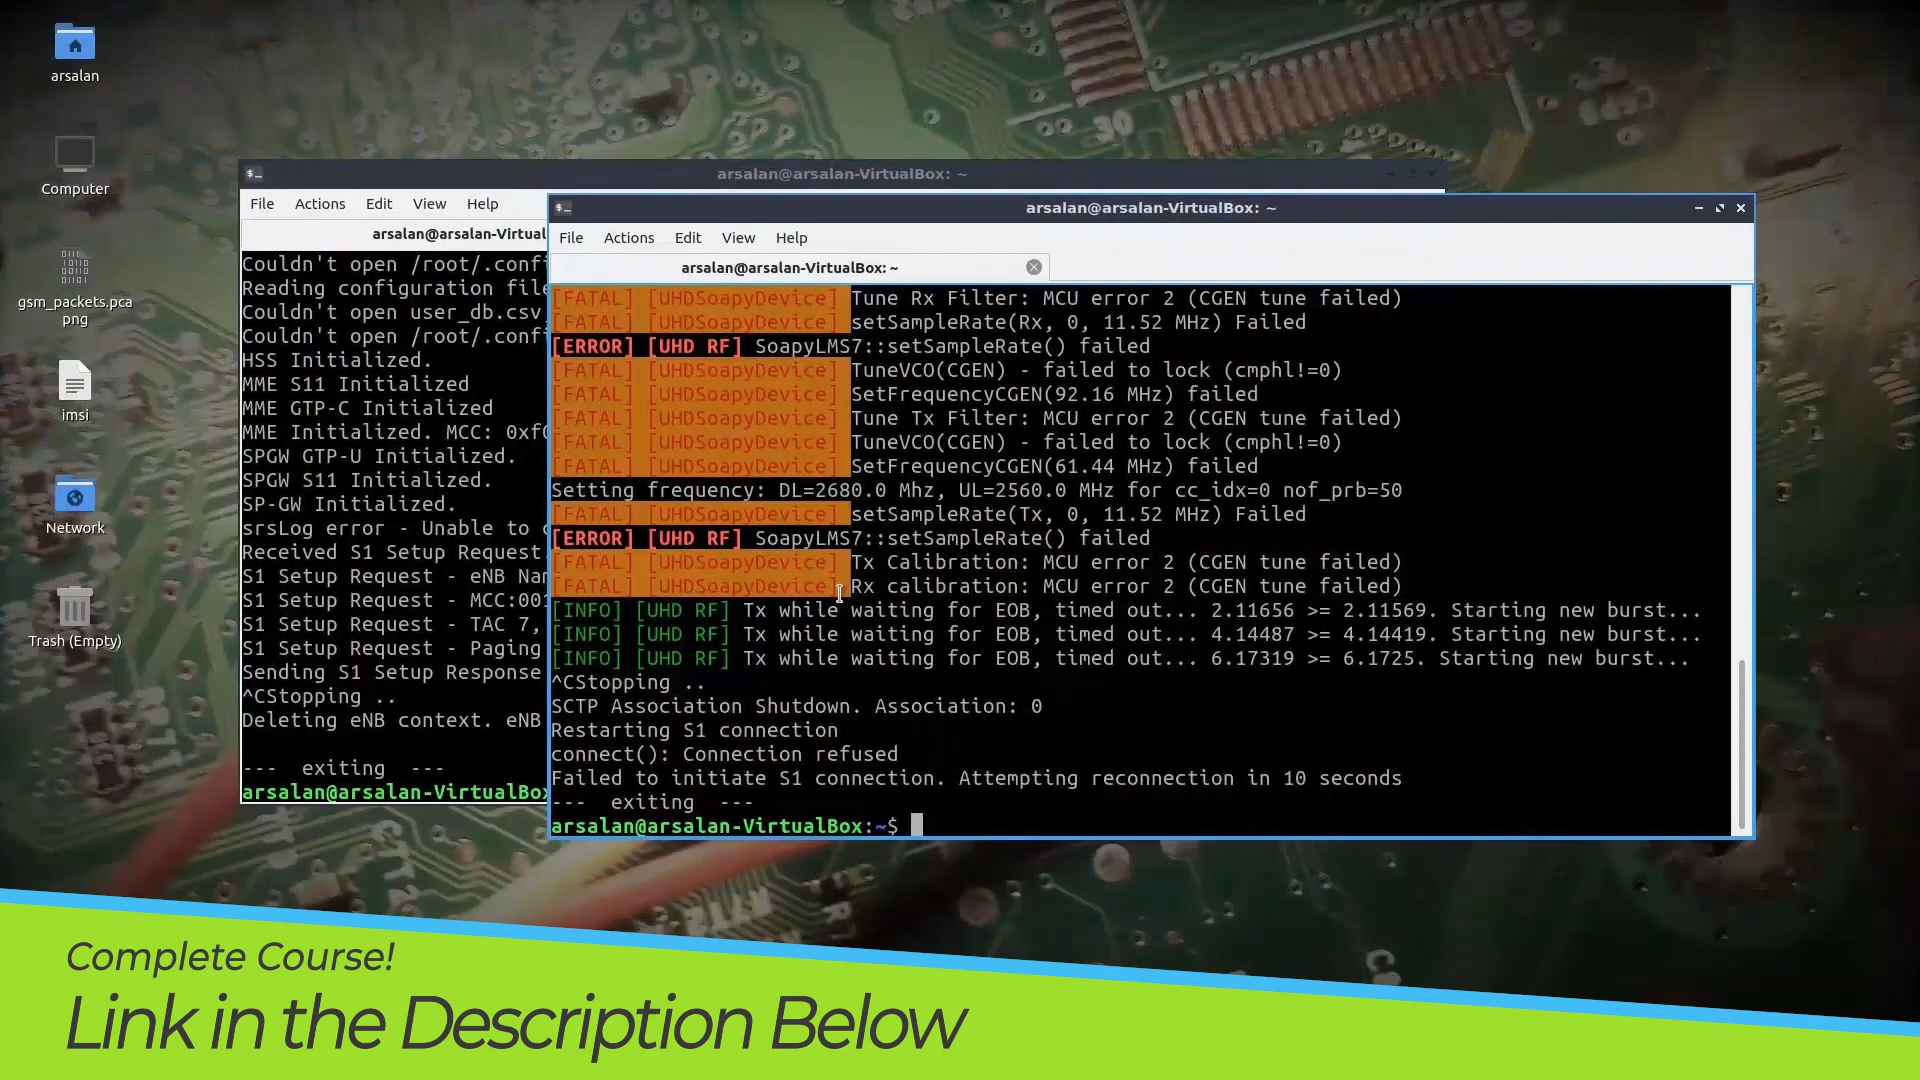 arsalan
Computer
gsm_packets.pca
png
imsi
Network
Trash (Empty)
arsalan@arsalan-VirtualBox: ~
File Actions Edit View Help
arsalan@arsalan-Virtual
Couldn't open /root/.confi
Reading configuration file
Couldn't open user_db.csv
Couldn't open /root/.confi
HSS Initialized.
MME S11 Initialized
MME GTP-C Initialized
MME Initialized. MCC: 0xf0
SPGW GTP-U Initialized.
SPGW S11 Initialized.
SP-GW Initialized.
srsLog error - Unable to
Received S1 Setup Request.
S1 Setup Request - eNB Nam
S1 Setup Request - MCC:001
S1 Setup Request - TAC 7,
S1 Setup Request - Paging
Sending S1 Setup Response
^CStopping ..
Deleting eNB context. eNB
--- exiting ---
arsalan@arsalan-VirtualBox
arsalan@arsalan-VirtualBox: ~
File Actions Edit View Help
arsalan@arsalan-VirtualBox: ~
[FATAL] [UHDSoapyDevice] Tune Rx Filter: MCU error 2 (CGEN tune failed)
[FATAL] [UHDSoapyDevice] setSampleRate(Rx, 0, 11.52 MHz) Failed
[ERROR] [UHD RF] SoapyLMS7::setSampleRate() failed
[FATAL] [UHDSoapyDevice] TuneVCO(CGEN) - failed to lock (cmphl!=0)
[FATAL] [UHDSoapyDevice] SetFrequencyCGEN(92.16 MHz) failed
[FATAL] [UHDSoapyDevice] Tune Tx Filter: MCU error 2 (CGEN tune failed)
[FATAL] [UHDSoapyDevice] TuneVCO(CGEN) - failed to lock (cmphl!=0)
[FATAL] [UHDSoapyDevice] SetFrequencyCGEN(61.44 MHz) failed
Setting frequency: DL=2680.0 Mhz, UL=2560.0 MHz for cc_idx=0 nof_prb=50
[FATAL] [UHDSoapyDevice] setSampleRate(Tx, 0, 11.52 MHz) Failed
[ERROR] [UHD RF] SoapyLMS7::setSampleRate() failed
[FATAL] [UHDSoapyDevice] Tx Calibration: MCU error 2 (CGEN tune failed)
[FATAL] [UHDSoapyDevice] Rx calibration: MCU error 2 (CGEN tune failed)
[INFO] [UHD RF] Tx while waiting for EOB, timed out... 2.11656 >= 2.11569. Starting new burst...
[INFO] [UHD RF] Tx while waiting for EOB, timed out... 4.14487 >= 4.14419. Starting new burst...
[INFO] [UHD RF] Tx while waiting for EOB, timed out... 6.17319 >= 6.1725. Starting new burst...
^CStopping ..
SCTP Association Shutdown. Association: 0
Restarting S1 connection
connect(): Connection refused
Failed to initiate S1 connection. Attempting reconnection in 10 seconds
--- exiting ---
arsalan@arsalan-VirtualBox:~$
30
Complete Course!
Link in the Description Below